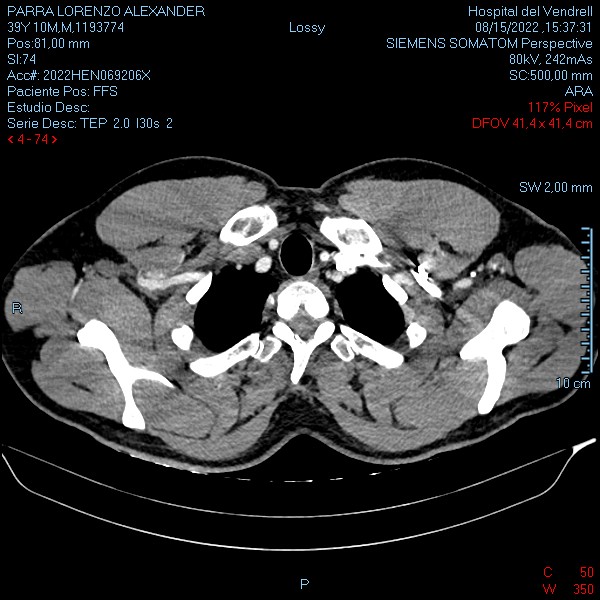 PARRA LORENZO ALEXANDER
39Y 10M,M,1193774
Pos:81,00 mm
SI:74
Acc#: 2022HEN069206X
Paciente Pos: FFS
Estudio Desc:
Serie Desc: TEP 2.0 I30s 2
< 4 - 74 >
Lossy
Hospital del Vendrell
08/15/2022 ,15:37:31
SIEMENS SOMATOM Perspective
80kV, 242mAs
SC:500,00 mm
ARA
117% Pixel
DFOV 41,4 x 41,4 cm
SW 2,00 mm
R
10 cm
P
C 50
W 350